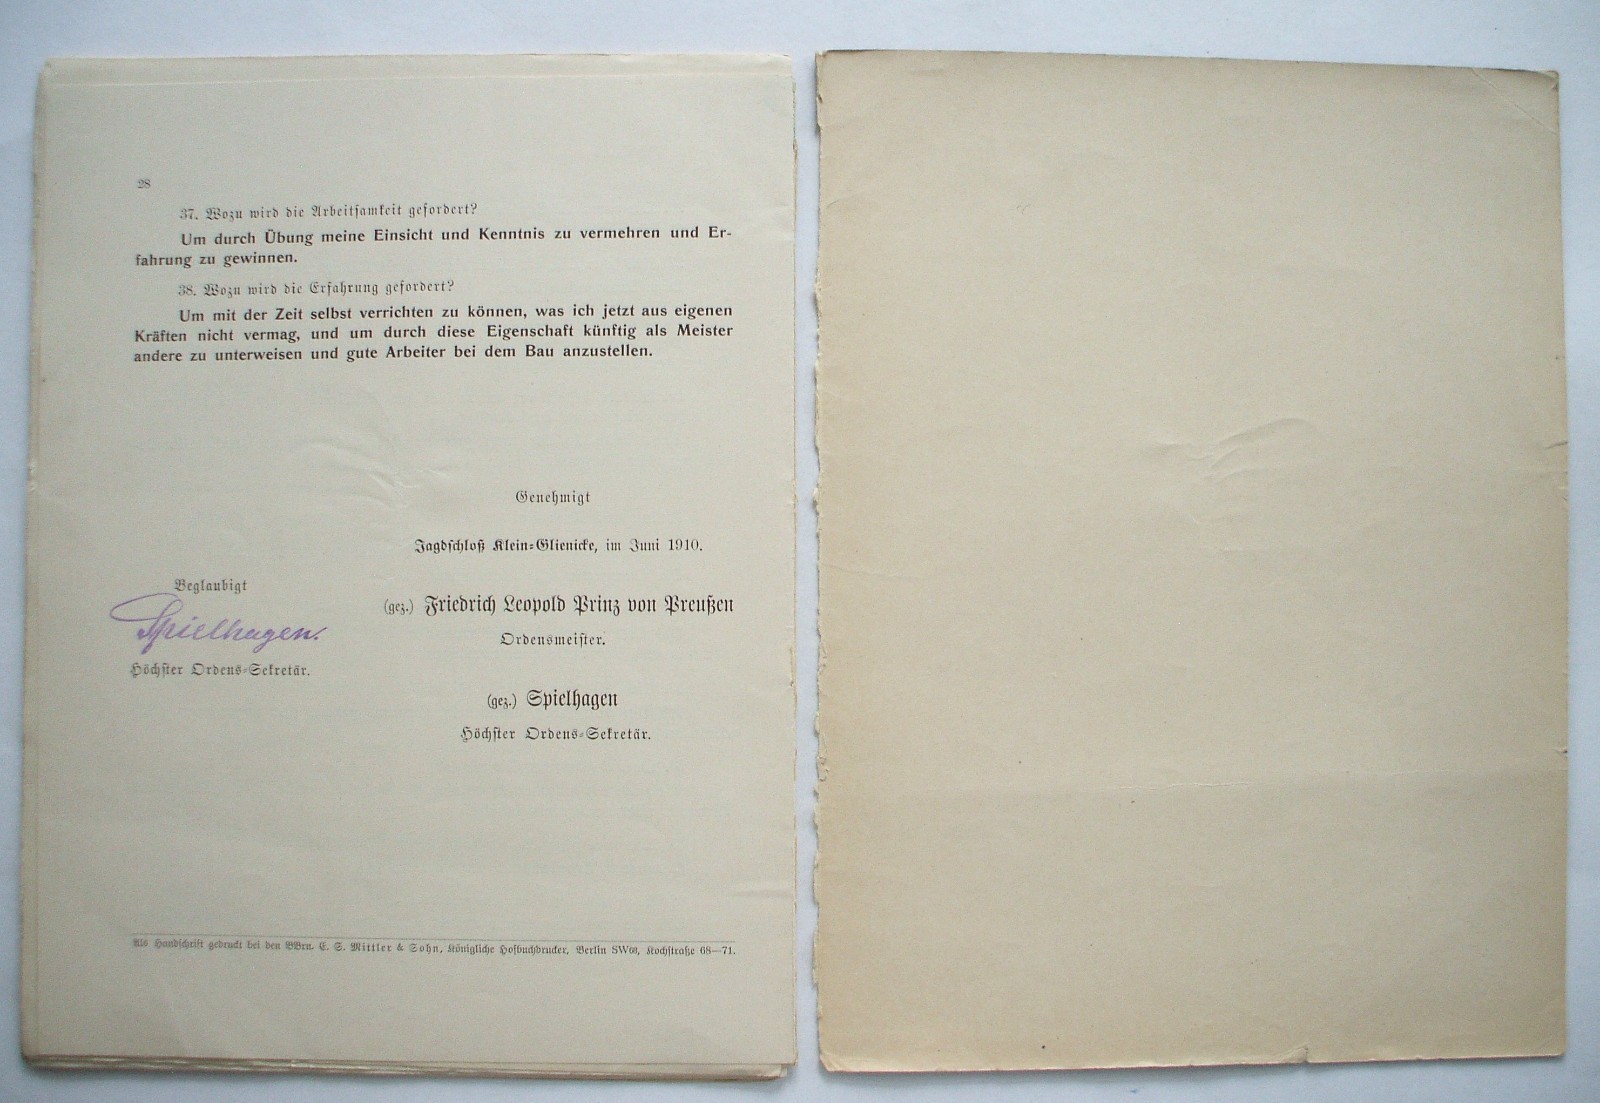 28
37. Wozu wird die Arbeitsamkeit gefordert?
Um durch Übung meine Einsicht und Kenntnis zu vermehren und Er-
fahrung zu gewinnen.
38. Wozu wird die Erfahrung gefordert?
Um mit der Zeit selbst verrichten zu können, was ich jetzt aus eigenen
Kräften nicht vermag, und um durch diese Eigenschaft künftig als Meister
andere zu unterweisen und gute Arbeiter bei dem Bau anzustellen.
Genehmigt
Jagdschloß Klein-Glienicke, im Juni 1910.
Beglaubigt
Spielhagen.
Höchster Ordens-Sekretär.
(gez.) Friedrich Leopold Prinz von Preußen
Ordensmeister.
(gez.) Spielhagen
Höchster Ordens-Sekretär.
Als Handschrift gedruckt bei den BBrn. E. S. Mittler & Sohn, Königliche Hofbuchdrucker, Berlin SW68, Kochstraße 68—71.